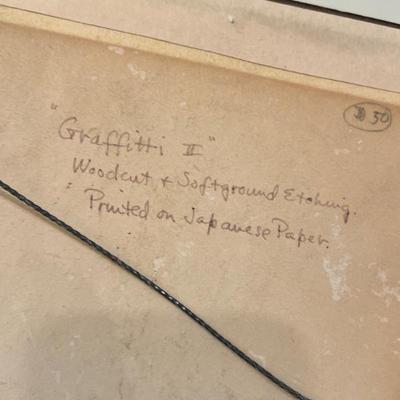 "Graffitti II"
Woodcut & Softground Etching.
Printed on Japanese Paper.
30